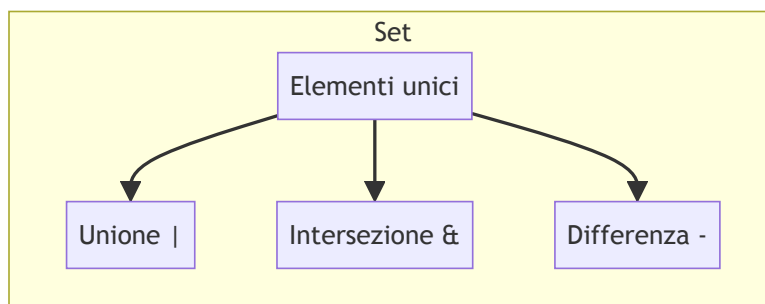 Set
Elementi unici
Unione |
Intersezione &
Differenza -